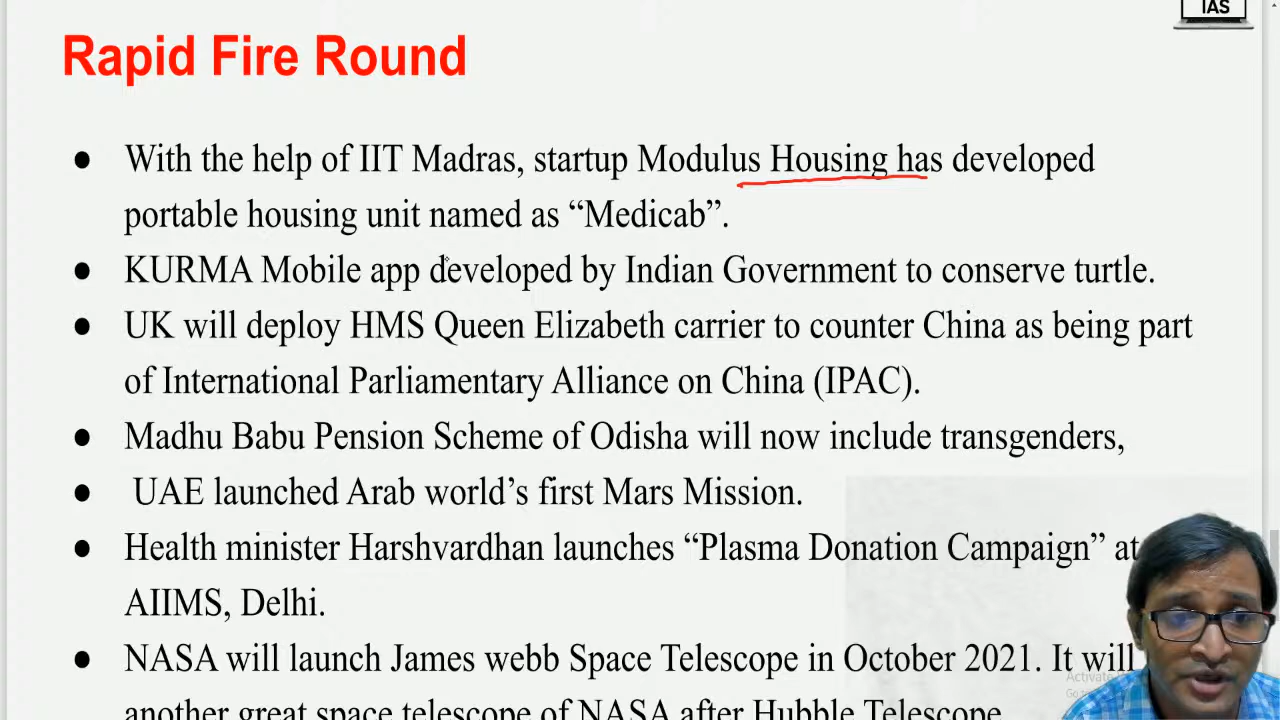 IAS
Rapid Fire Round
● With the help of IIT Madras, startup Modulus Housing has developed
portable housing unit named as “Medicab”.
● KURMA Mobile app developed by Indian Government to conserve turtle.
● UK will deploy HMS Queen Elizabeth carrier to counter China as being part
of International Parliamentary Alliance on China (IPAC).
● Madhu Babu Pension Scheme of Odisha will now include transgenders,
● UAE launched Arab world’s first Mars Mission.
● Health minister Harshvardhan launches “Plasma Donation Campaign” at
AIIMS, Delhi.
● NASA will launch James webb Space Telescope in October 2021. It will
Activate
another great space telescope of NASA after Hubble Telescope.